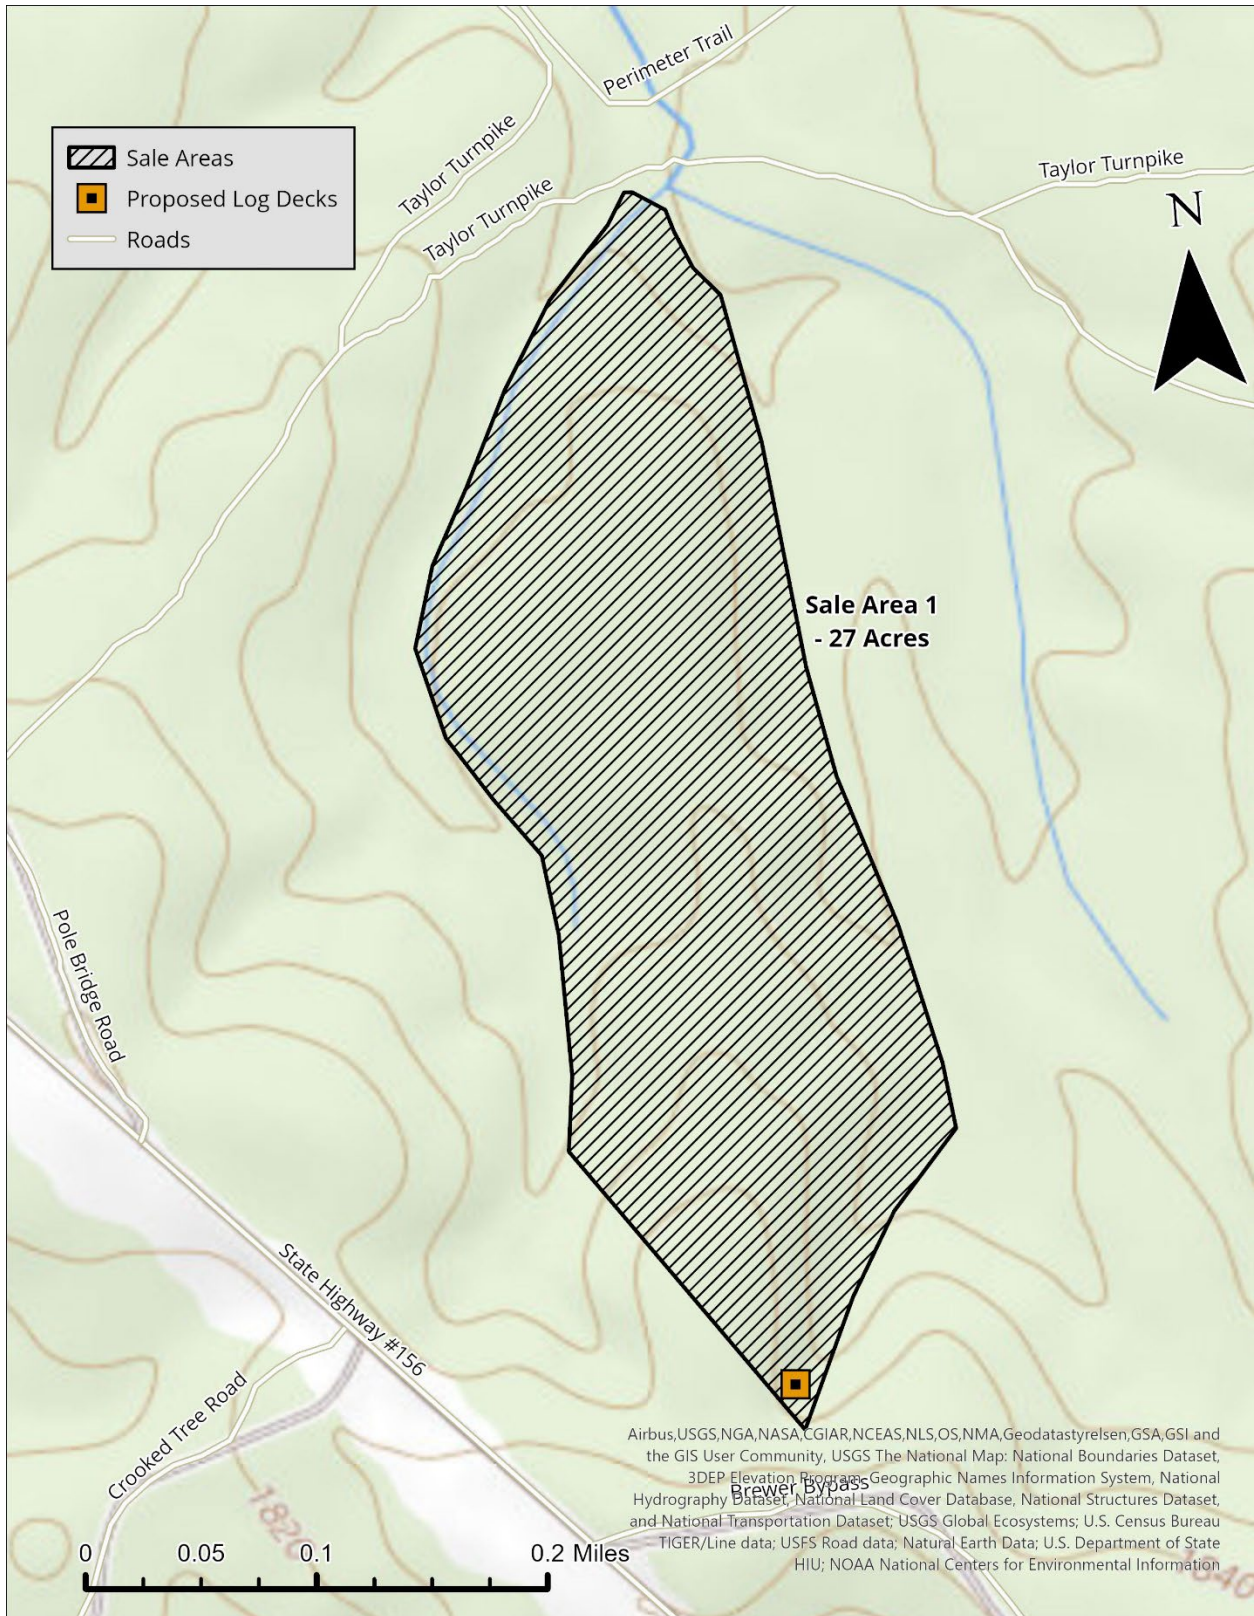 Perimeter Trail
Taylor Turnpike
Taylor Turnpike
Taylor Turnpike
Sale Areas
Proposed Log Decks
Roads
N
Sale Area 1
- 27 Acres
Pole Bridge Road
State Highway #156
Crooked Tree Road
Brewer Bypass
1820
1840
0 0.05 0.1 0.2 Miles
Airbus,USGS,NGA,NASA,CGIAR,NCEAS,NLS,OS,NMA,Geodatastyrelsen,GSA,GSI and
the GIS User Community, USGS The National Map: National Boundaries Dataset,
3DEP Elevation Program, Geographic Names Information System, National
Hydrography Dataset, National Land Cover Database, National Structures Dataset,
and National Transportation Dataset; USGS Global Ecosystems; U.S. Census Bureau
TIGER/Line data; USFS Road data; Natural Earth Data; U.S. Department of State
HIU; NOAA National Centers for Environmental Information